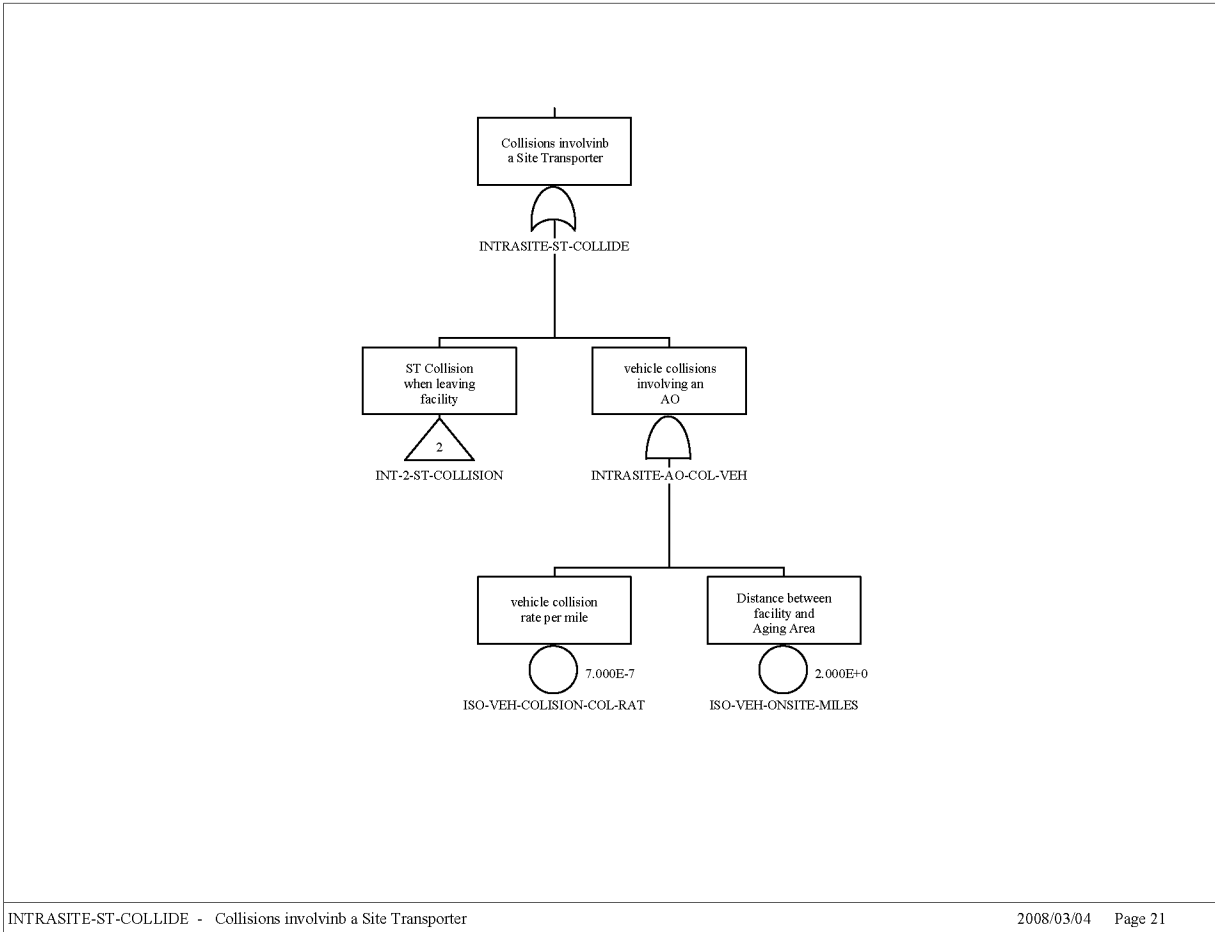 Collisions involvinb
a Site Transporter
INTRASITE-ST-COLLIDE
ST Collision
when leaving
facility
2
INT-2-ST-COLLISION
vehicle collisions
involving an
AO
INTRASITE-AO-COL-VEH
vehicle collision
rate per mile
7.000E-7
ISO-VEH-COLISION-COL-RAT
Distance between
facility and
Aging Area
2.000E+0
ISO-VEH-ONSITE-MILES
INTRASITE-ST-COLLIDE - Collisions involvinb a Site Transporter
2008/03/04 Page 21